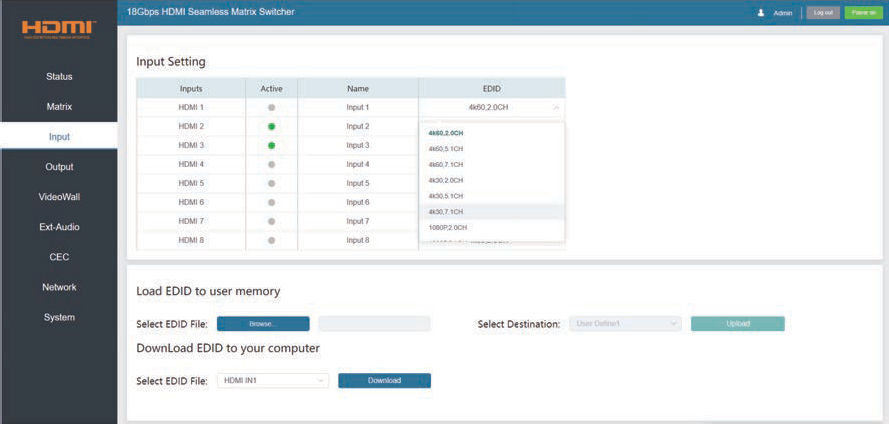 18Gbps HDMI Seamless Matrix Switcher
Admin
Log out
Power on
HDMI
Status
Matrix
Input
Output
VideoWall
Ext-Audio
CEC
Network
System
Input Setting
Inputs Active Name EDID
HDMI 1 Input 1 4k60,2.0CH
HDMI 2 Input 2
HDMI 3 Input 3
HDMI 4 Input 4
HDMI 5 Input 5
HDMI 6 Input 6
HDMI 7 Input 7
HDMI 8 Input 8
4k60,2.0CH
4k60,5.1CH
4k60,7.1CH
4k30,2.0CH
4k30,5.1CH
4k30,7.1CH
1080P,2.0CH
Load EDID to user memory
Select EDID File: Browse... Select Destination: User Define1 Upload
DownLoad EDID to your computer
Select EDID File: HDMI IN1 Download